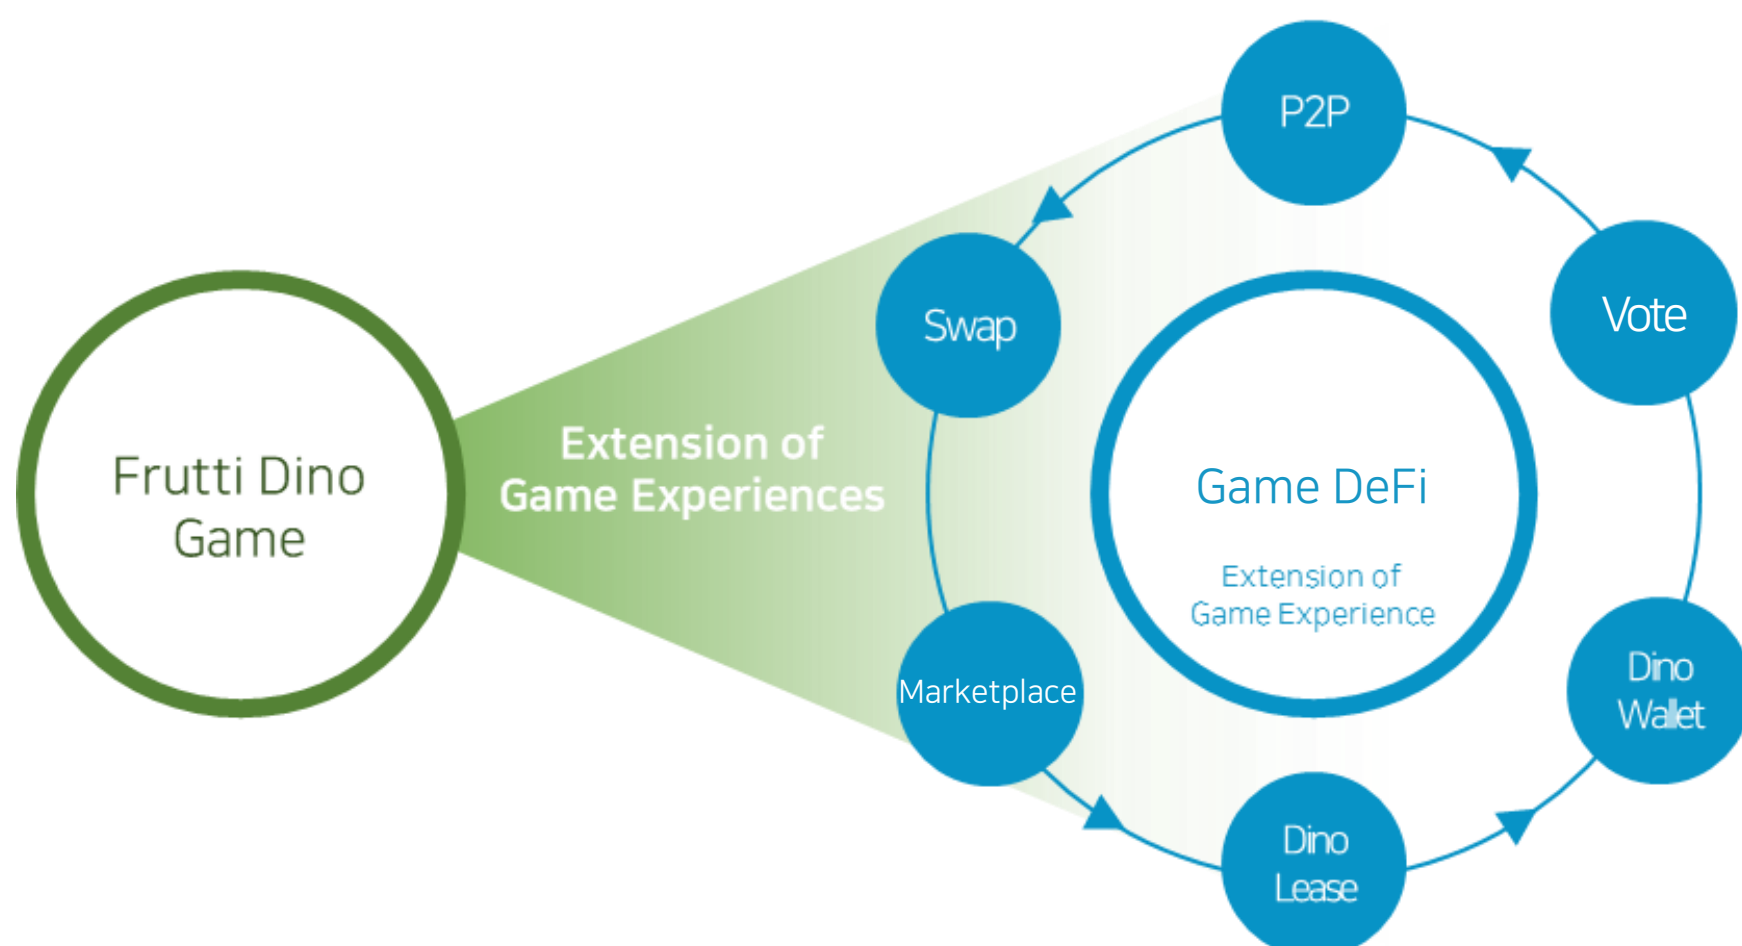 Frutti Dino
Game
Extension of
Game Experiences
P2P
Swap
Vote
Game DeFi
Extension of
Game Experience
Marketplace
Dino
Wallet
Dino
Lease